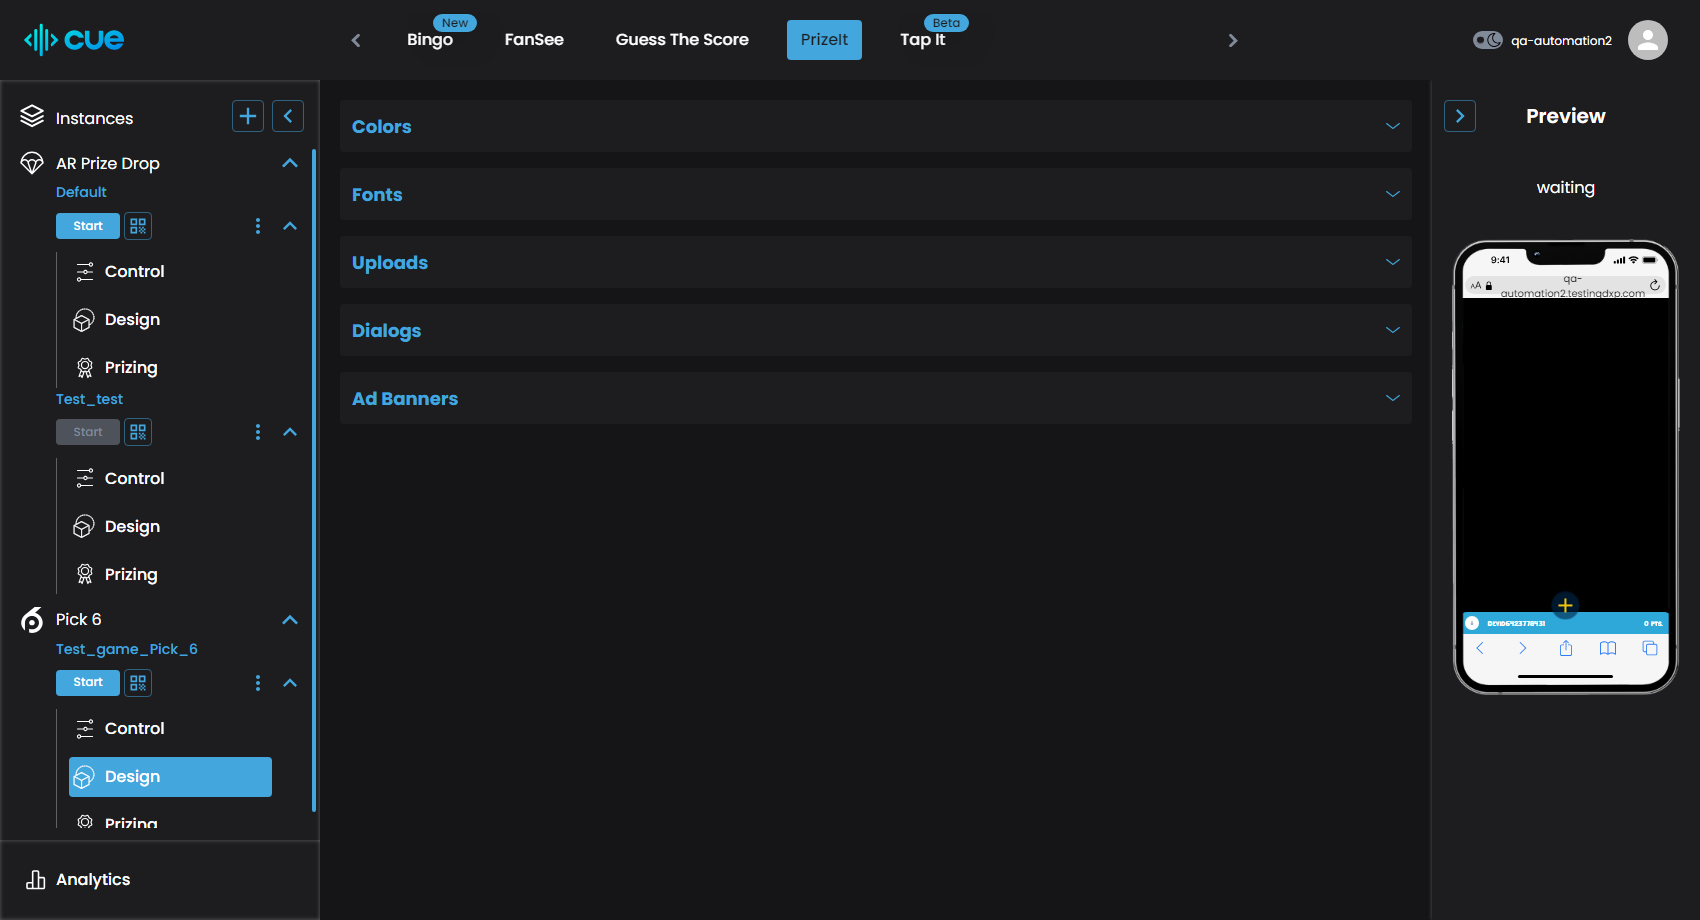 cue
New
Bingo
FanSee
Guess The Score
PrizeIt
Beta
Tap It
qa-automation2
Instances
AR Prize Drop
Default
Start
Control
Design
Prizing
Test_test
Start
Control
Design
Prizing
Pick 6
Test_game_Pick_6
Start
Control
Design
Prizing
Analytics
Colors
Fonts
Uploads
Dialogs
Ad Banners
Preview
waiting
9:41
AA
qa-
automation2.testingdxp.com
0 PTS.